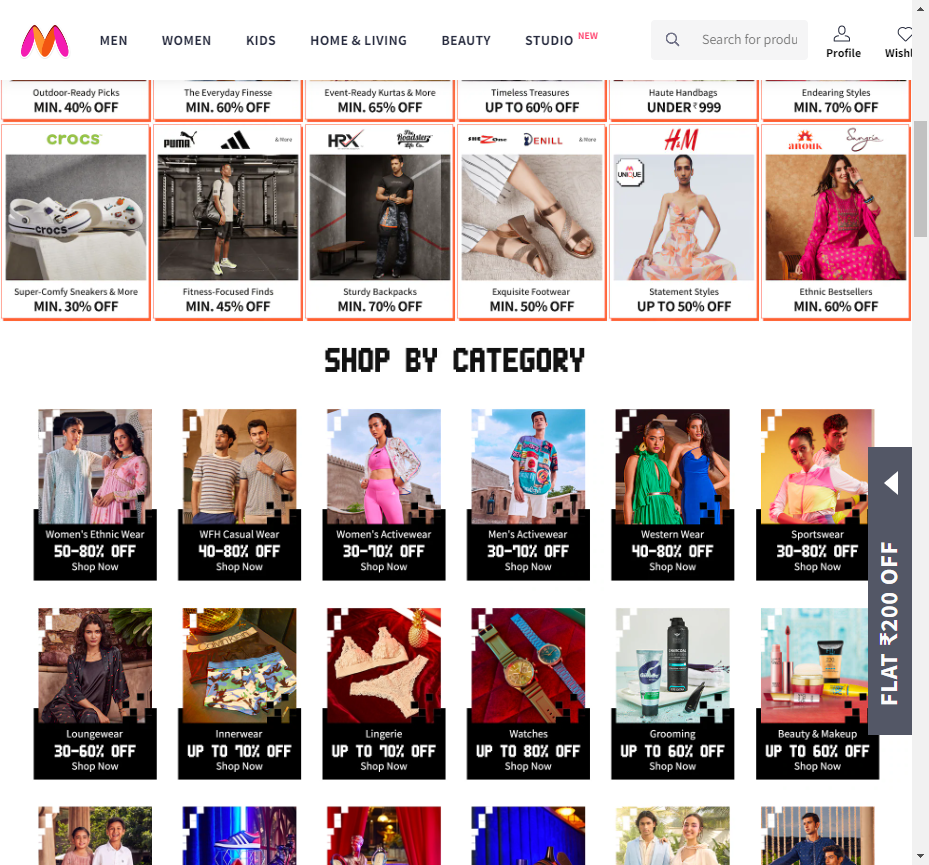 MEN WOMEN KIDS HOME & LIVING BEAUTY STUDIO NEW
Search for produ
Profile Wishl
Outdoor-Ready Picks
MIN. 40% OFF
The Everyday Finesse
MIN. 60% OFF
Event-Ready Kurtas & More
MIN. 65% OFF
Timeless Treasures
UP TO 60% OFF
Haute Handbags
UNDER ₹999
Endearing Styles
MIN. 70% OFF
crocs
crocs
Super-Comfy Sneakers & More
MIN. 30% OFF
PUMA
& More
Fitness-Focused Finds
MIN. 45% OFF
HRX The Roadster Life Co.
Sturdy Backpacks
MIN. 70% OFF
SHEZONE DENILL & More
Exquisite Footwear
MIN. 50% OFF
H&M
UNIQUE
Statement Styles
UP TO 50% OFF
anouk Sangria
Ethnic Bestsellers
MIN. 60% OFF
SHOP BY CATEGORY
Women's Ethnic Wear
50-80% OFF
Shop Now
WFH Casual Wear
40-80% OFF
Shop Now
Women's Activewear
30-70% OFF
Shop Now
Men's Activewear
30-70% OFF
Shop Now
Western Wear
40-80% OFF
Shop Now
Sportswear
30-80% OFF
Shop Now
FLAT ₹200 OFF
Loungewear
30-60% OFF
Shop Now
Innerwear
UP TO 70% OFF
Shop Now
Lingerie
UP TO 70% OFF
Shop Now
Watches
UP TO 80% OFF
Shop Now
CHARCOAL
Grooming
UP TO 60% OFF
Shop Now
Beauty & Makeup
UP TO 60% OFF
Shop Now